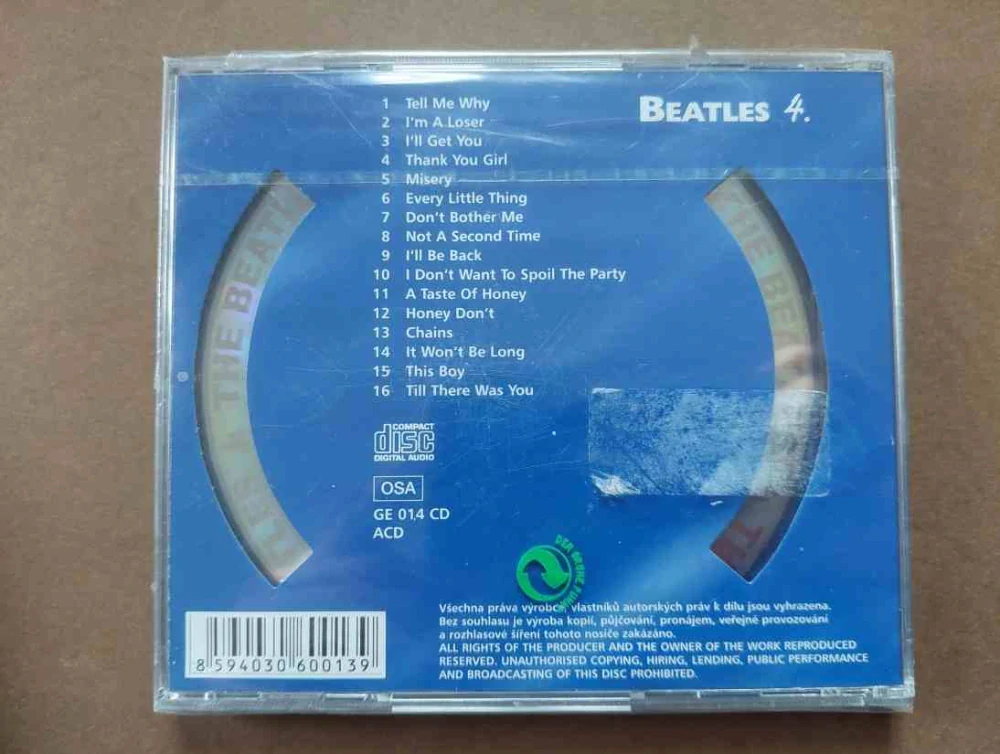 BEATLES 4.
1 Tell Me Why
2 I'm A Loser
3 I'll Get You
4 Thank You Girl
5 Misery
6 Every Little Thing
7 Don't Bother Me
8 Not A Second Time
9 I'll Be Back
10 I Don't Want To Spoil The Party
11 A Taste Of Honey
12 Honey Don't
13 Chains
14 It Won't Be Long
15 This Boy
16 Till There Was You
THE BEATL
THE BEA
COMPACT
disc
DIGITAL AUDIO
OSA
GE 01,4 CD
ACD
DER GRÜNE PUNKT
Všechna práva výrobců vlastníků autorských práv k dílu jsou vyhrazena.
Bez souhlasu je výroba kopií, půjčování, pronájem, veřejné provozování
a rozhlasové šíření tohoto nosiče zakázáno.
ALL RIGHTS OF THE PRODUCER AND THE OWNER OF THE WORK REPRODUCED
RESERVED. UNAUTHORISED COPYING, HIRING, LENDING, PUBLIC PERFORMANCE
AND BROADCASTING OF THIS DISC PROHIBITED.
8 594030 600139